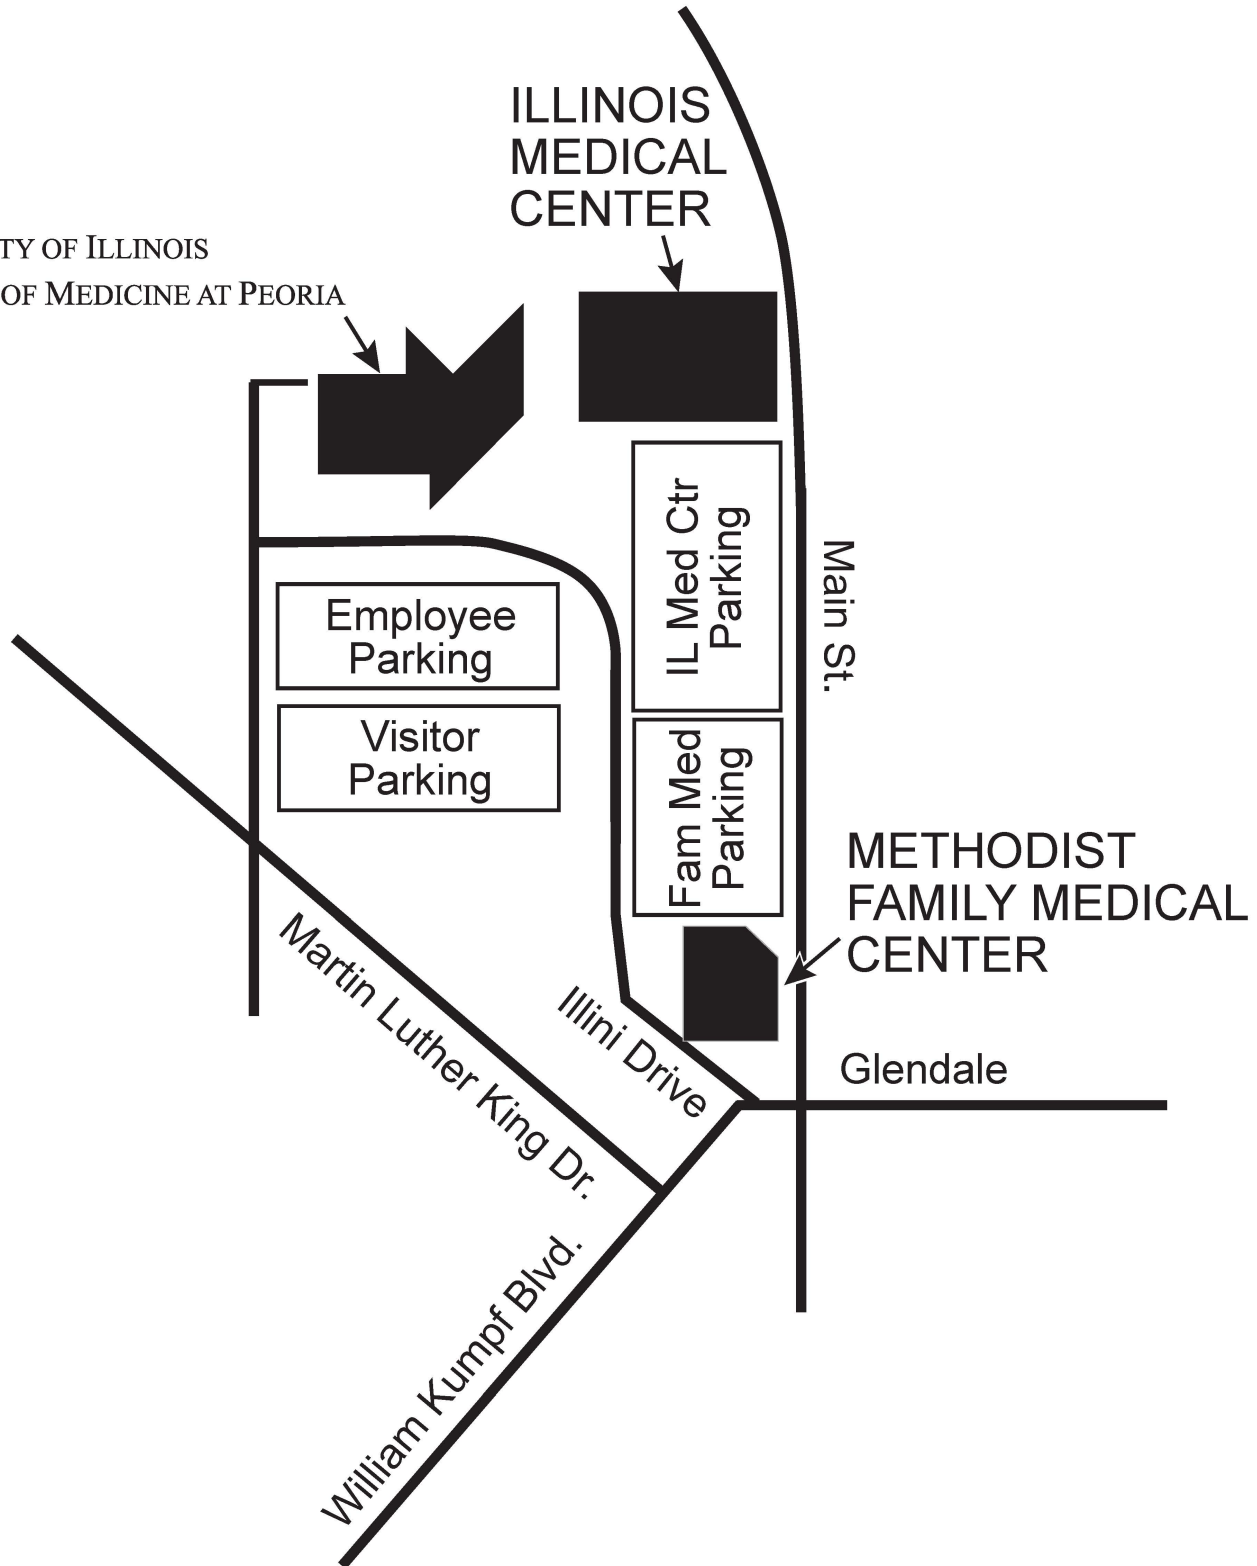 ILLINOIS
MEDICAL
CENTER
TY OF ILLINOIS
OF MEDICINE AT PEORIA
IL Med Ctr
Parking
Main St.
Employee
Parking
Visitor
Parking
Fam Med
Parking
METHODIST
FAMILY MEDICAL
CENTER
Martin Luther King Dr.
Illini Drive
Glendale
William Kumpf Blvd.